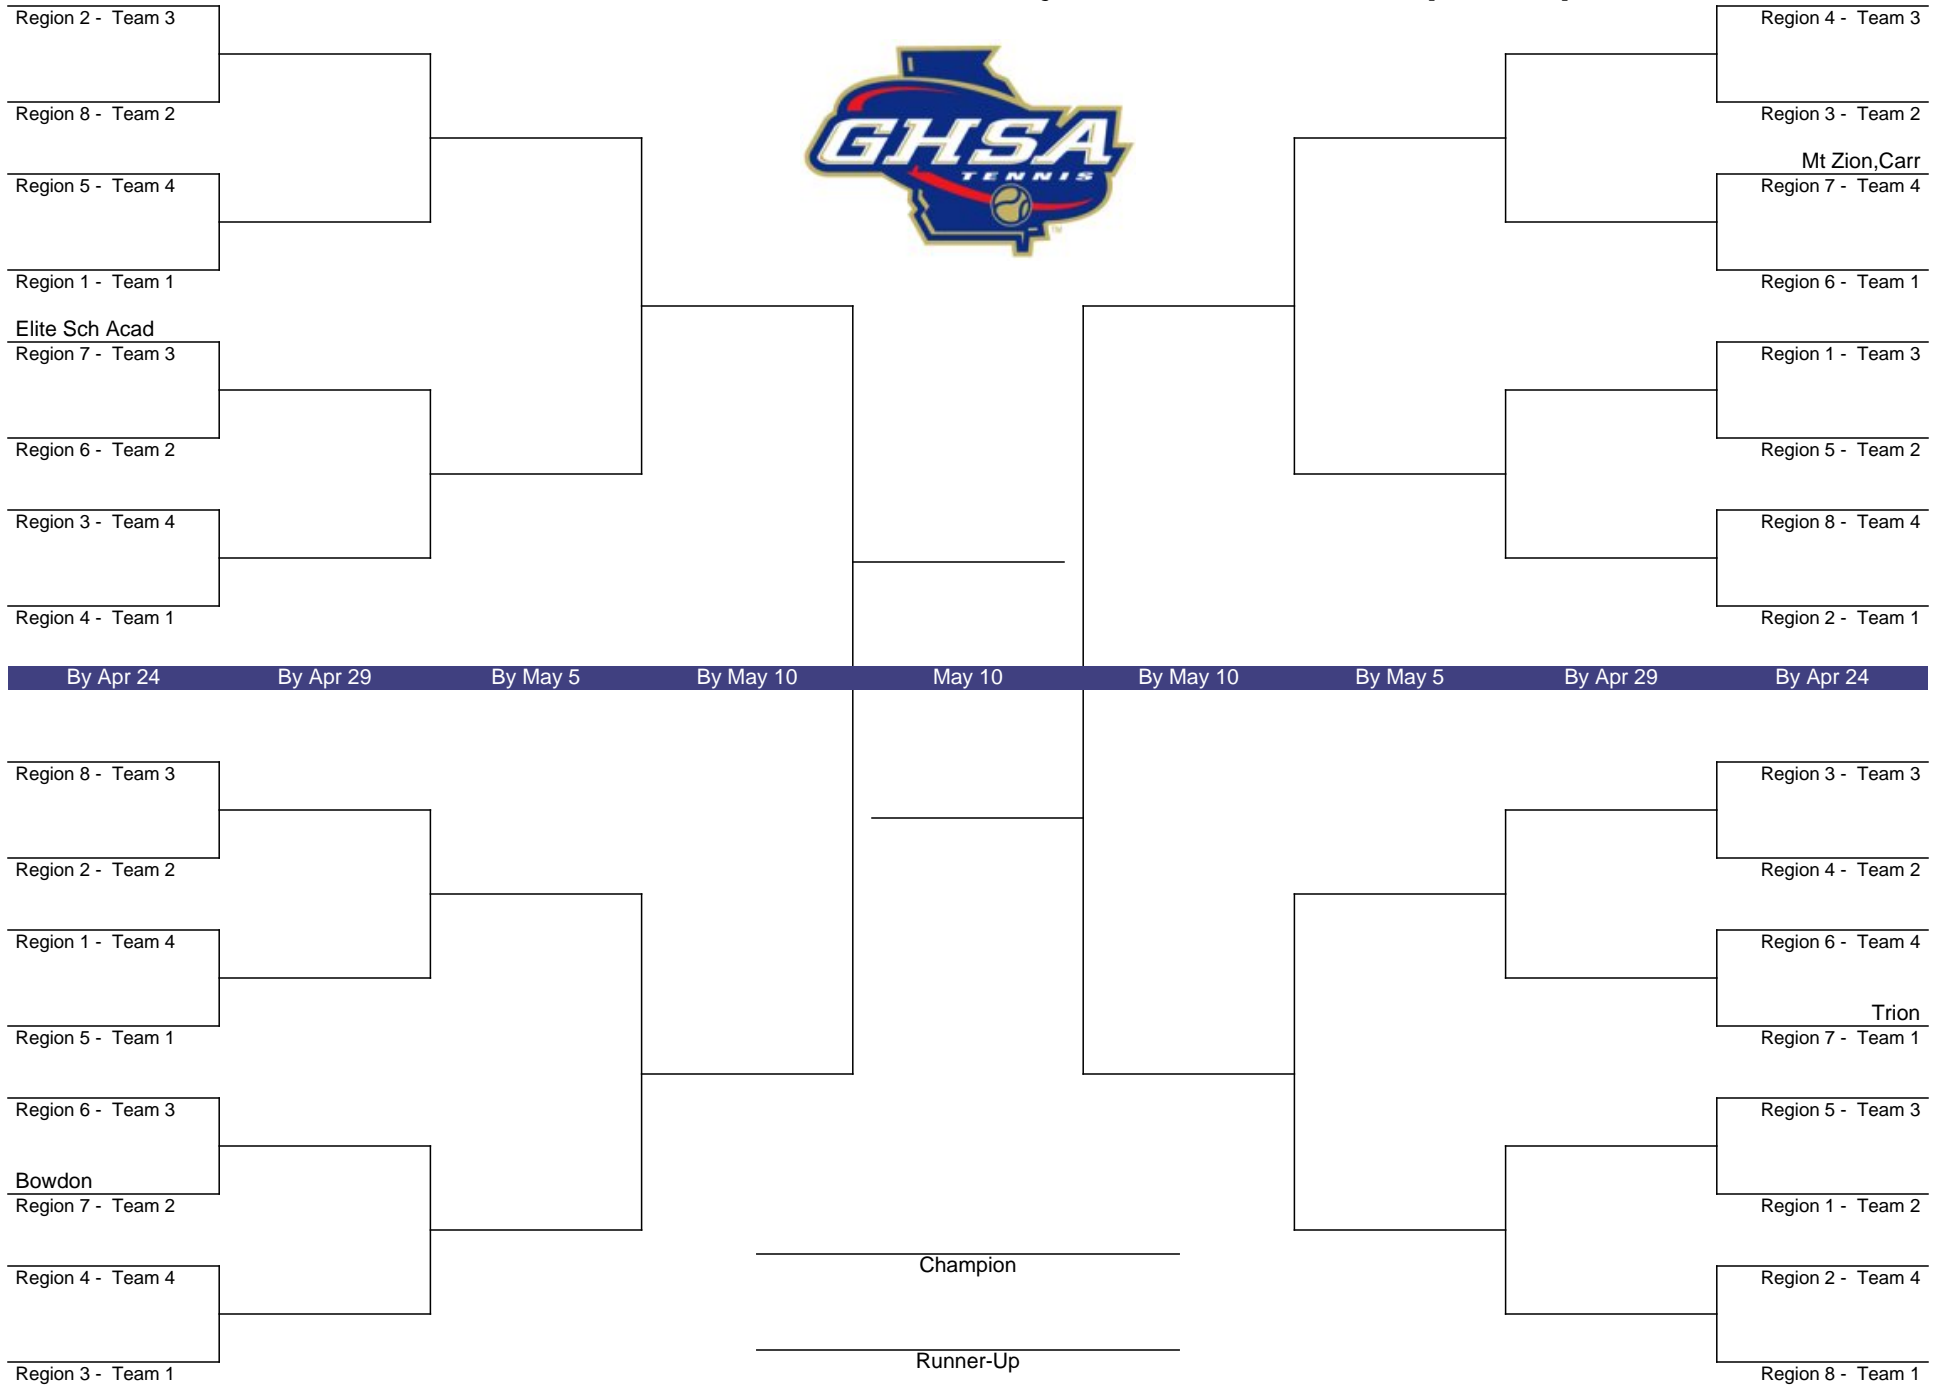 Region 2 - Team 3
Region 8 - Team 2
Region 5 - Team 4
Region 1 - Team 1
Elite Sch Acad
Region 7 - Team 3
Region 6 - Team 2
Region 3 - Team 4
Region 4 - Team 1
GHSA
TENNIS
TM
Region 4 - Team 3
Region 3 - Team 2
Mt Zion,Carr
Region 7 - Team 4
Region 6 - Team 1
Region 1 - Team 3
Region 5 - Team 2
Region 8 - Team 4
Region 2 - Team 1
By Apr 24 By Apr 29 By May 5 By May 10 May 10 By May 10 By May 5 By Apr 29 By Apr 24
Region 8 - Team 3
Region 2 - Team 2
Region 1 - Team 4
Region 5 - Team 1
Region 6 - Team 3
Bowdon
Region 7 - Team 2
Region 4 - Team 4
Region 3 - Team 1
Champion
Runner-Up
Region 3 - Team 3
Region 4 - Team 2
Region 6 - Team 4
Trion
Region 7 - Team 1
Region 5 - Team 3
Region 1 - Team 2
Region 2 - Team 4
Region 8 - Team 1